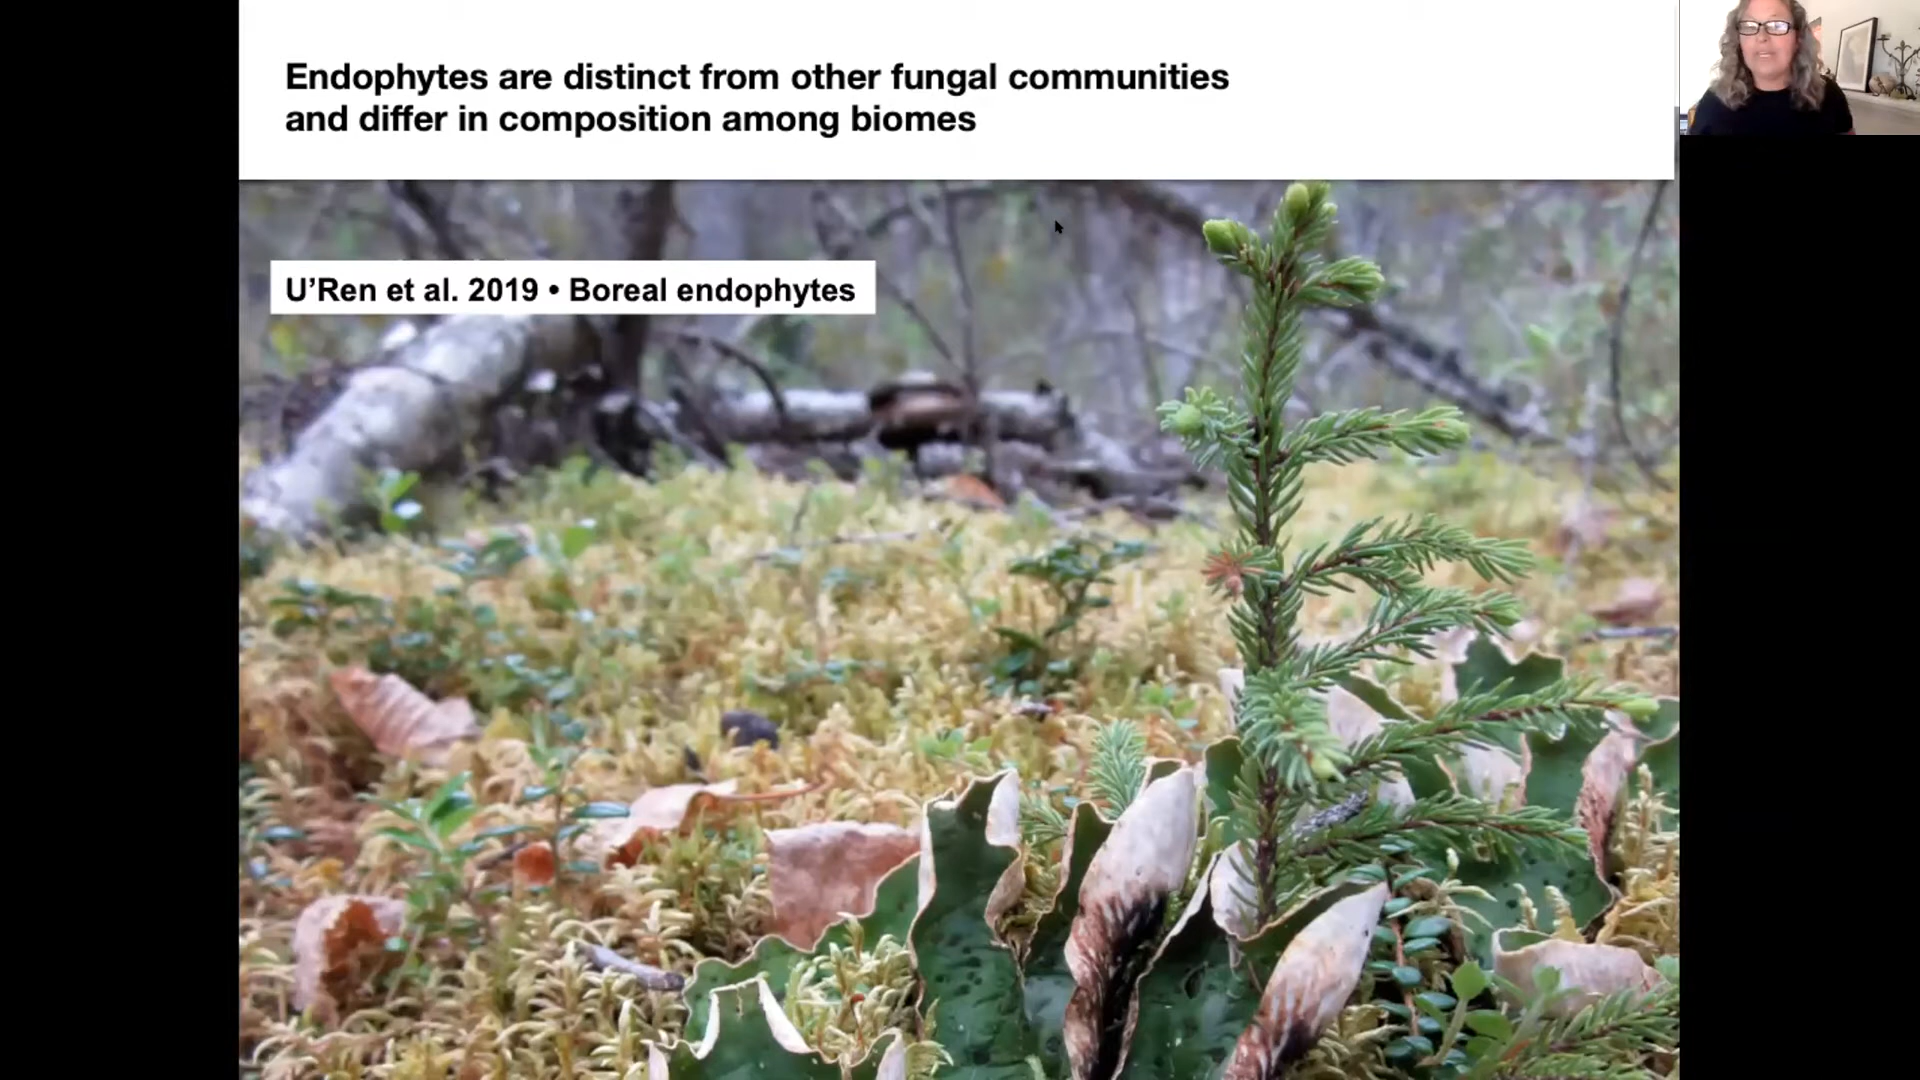 Endophytes are distinct from other fungal communities
and differ in composition among biomes
U'Ren et al. 2019 • Boreal endophytes